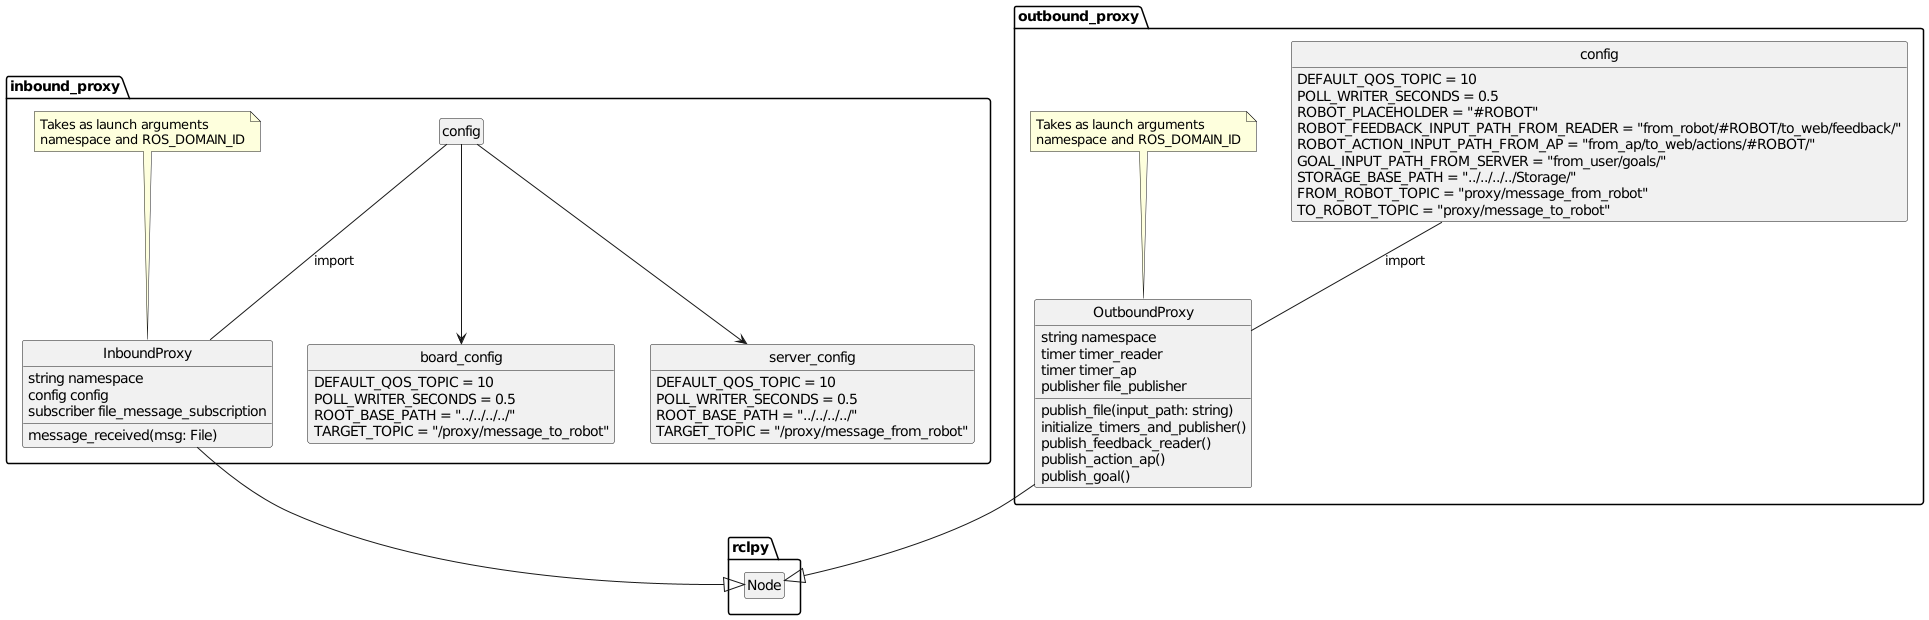 inbound_proxy
Takes as launch arguments
namespace and ROS_DOMAIN_ID
config
import
InboundProxy
string namespace
config config
subscriber file_message_subscription
message_received(msg: File)
board_config
DEFAULT_QOS_TOPIC = 10
POLL_WRITER_SECONDS = 0.5
ROOT_BASE_PATH = "../../../../"
TARGET_TOPIC = "/proxy/message_to_robot"
server_config
DEFAULT_QOS_TOPIC = 10
POLL_WRITER_SECONDS = 0.5
ROOT_BASE_PATH = "../../../../"
TARGET_TOPIC = "/proxy/message_from_robot"
outbound_proxy
Takes as launch arguments
namespace and ROS_DOMAIN_ID
config
DEFAULT_QOS_TOPIC = 10
POLL_WRITER_SECONDS = 0.5
ROBOT_PLACEHOLDER = "#ROBOT"
ROBOT_FEEDBACK_INPUT_PATH_FROM_READER = "from_robot/#ROBOT/to_web/feedback/"
ROBOT_ACTION_INPUT_PATH_FROM_AP = "from_ap/to_web/actions/#ROBOT/"
GOAL_INPUT_PATH_FROM_SERVER = "from_user/goals/"
STORAGE_BASE_PATH = "../../../../Storage/"
FROM_ROBOT_TOPIC = "proxy/message_from_robot"
TO_ROBOT_TOPIC = "proxy/message_to_robot"
import
OutboundProxy
string namespace
timer timer_reader
timer timer_ap
publisher file_publisher
publish_file(input_path: string)
initialize_timers_and_publisher()
publish_feedback_reader()
publish_action_ap()
publish_goal()
rclpy
Node